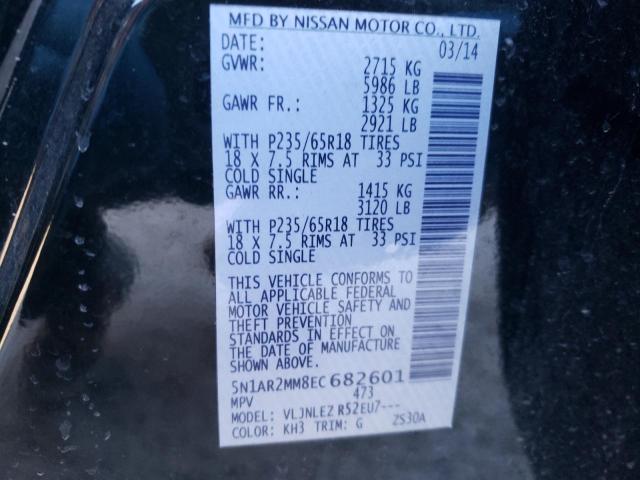 MFD BY NISSAN MOTOR CO., LTD.
DATE: 03/14
GVWR: 2715 KG
5986 LB
GAWR FR.: 1325 KG
2921 LB
WITH P235/65R18 TIRES
18 X 7.5 RIMS AT 33 PSI
COLD SINGLE
GAWR RR.: 1415 KG
3120 LB
WITH P235/65R18 TIRES
18 X 7.5 RIMS AT 33 PSI
COLD SINGLE
THIS VEHICLE CONFORMS TO
ALL APPLICABLE FEDERAL
MOTOR VEHICLE SAFETY AND
THEFT PREVENTION
STANDARDS IN EFFECT ON
THE DATE OF MANUFACTURE
SHOWN ABOVE.
5N1AR2MM8EC 682601
MPV 473
MODEL: VLJNLEZ R52EU7---
COLOR: KH3 TRIM: G ZS30A